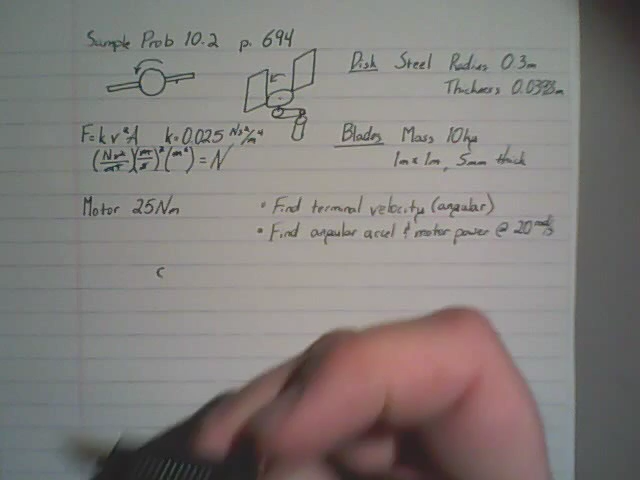 Sample Prob 10.2 p. 694
Disk Steel Radius 0.3m
Thickness 0.0393m
F=kv²A k=0.025 Ns²/m⁴
(Ns²/m⁴)(m/s)²(m²) = N
Blades Mass 10kg
1m x 1m, 5mm thick
Motor 25Nm
• Find terminal velocity (angular)
• Find angular accel & motor power @ 20 rad/s